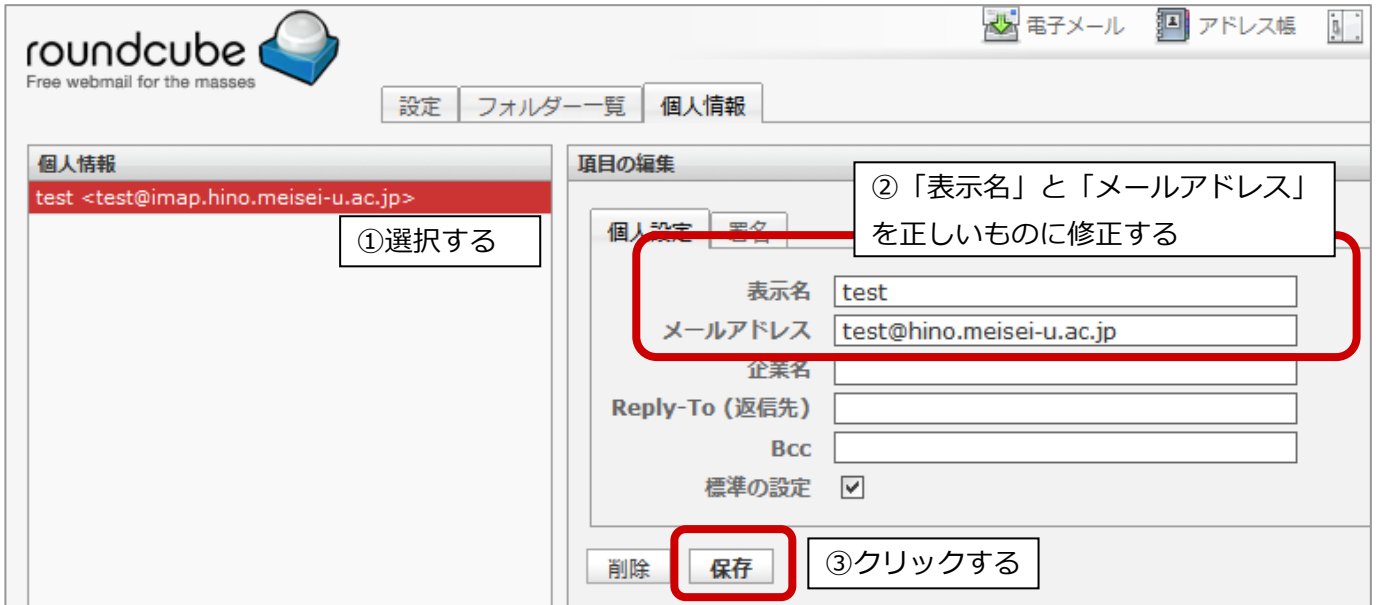 roundcube
Free webmail for the masses
電子メール
アドレス帳
設定
フォルダー一覧
個人情報
個人情報
test <test@imap.hino.meisei-u.ac.jp>
①選択する
項目の編集
②「表示名」と「メールアドレス」
を正しいものに修正する
個人設定
署名
表示名
test
メールアドレス
test@hino.meisei-u.ac.jp
企業名
Reply-To (返信先)
Bcc
標準の設定
削除
保存
③クリックする